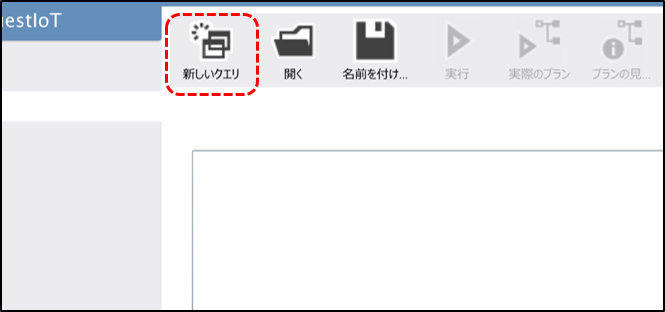 estIoT
新しいクエリ
開く
名前を付け...
実行
実際のプラン
プランの見...